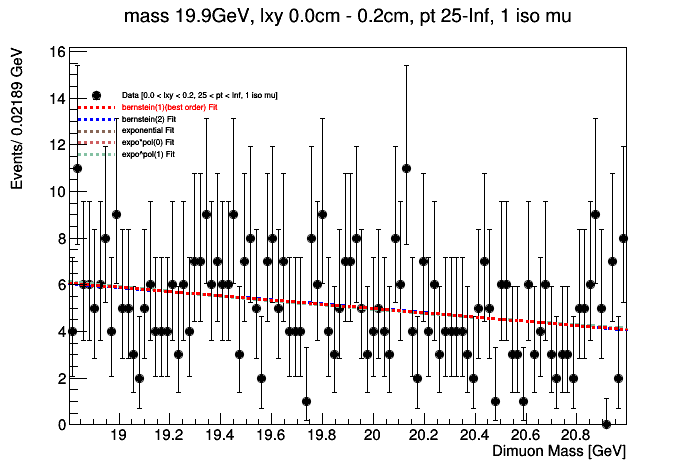 mass 19.9GeV, lxy 0.0cm - 0.2cm, pt 25-Inf, 1 iso mu
Events/ 0.02189 GeV
16
14
12
10
8
6
4
2
0
Data [0.0 < lxy < 0.2, 25 < pt < Inf, 1 iso mu]
bernstein(1)(best order) Fit
bernstein(2) Fit
exponential Fit
expo*pol(0) Fit
expo*pol(1) Fit
19 19.2 19.4 19.6 19.8 20 20.2 20.4 20.6 20.8
Dimuon Mass [GeV]